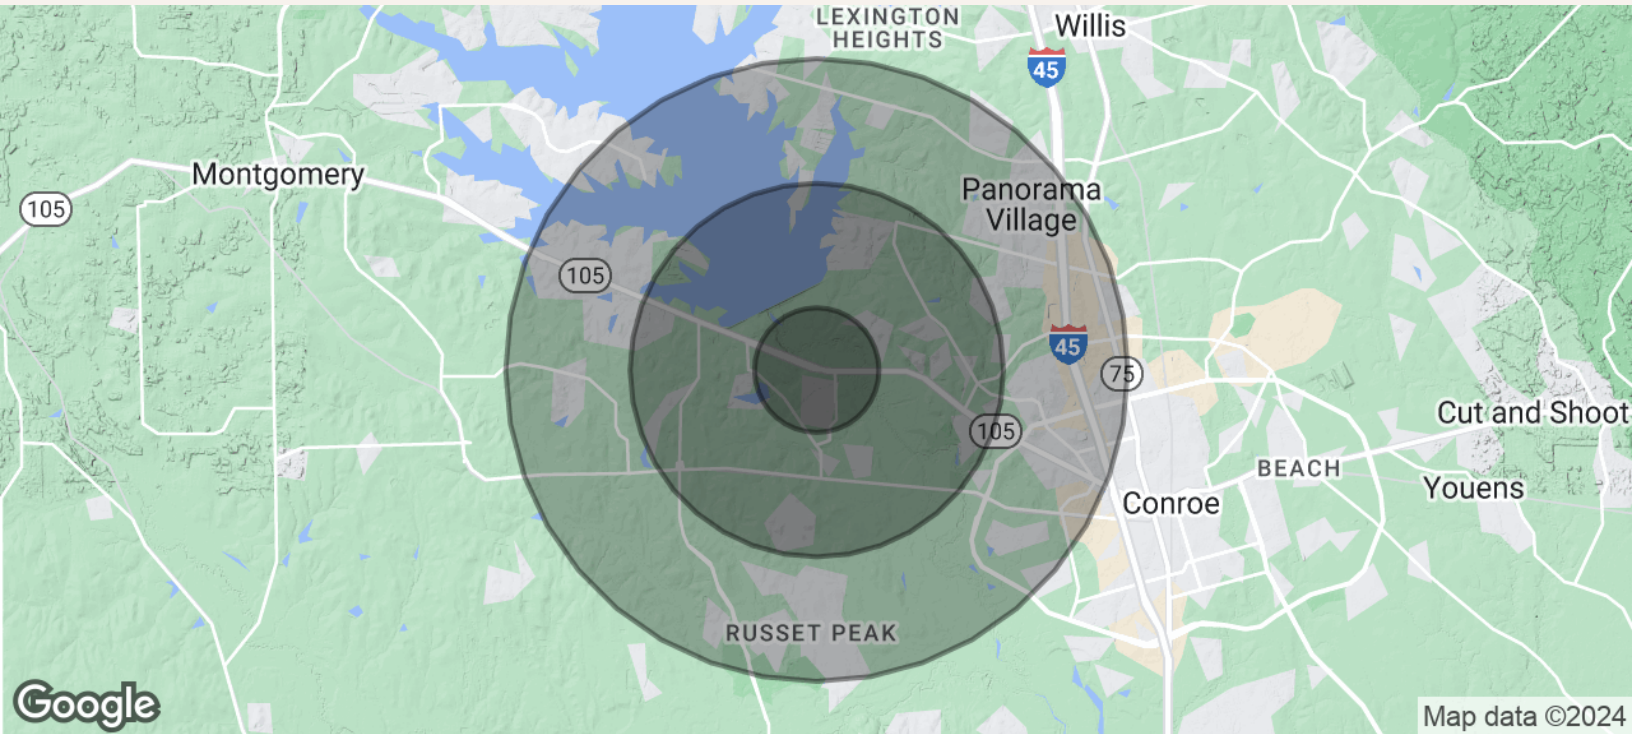 LEXINGTON
HEIGHTS
Willis
45
Montgomery
105
Panorama
Village
105
45
75
105
Cut and Shoot
BEACH
Youens
Conroe
RUSSET PEAK
Google
Map data ©2024